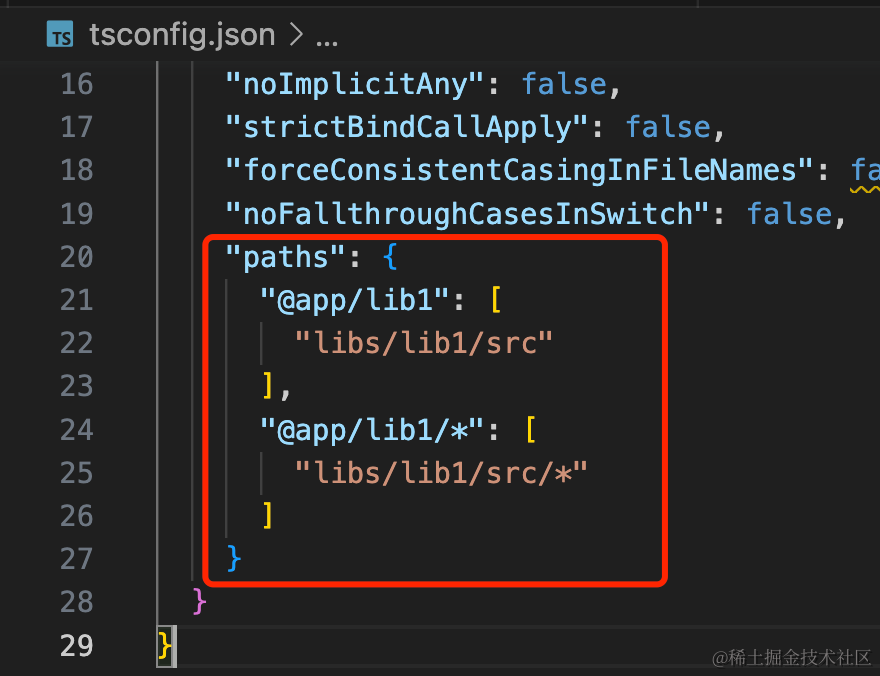 TS tsconfig.json > ...
16 "noImplicitAny": false,
17 "strictBindCallApply": false,
18 "forceConsistentCasingInFileNames": fa
19 "noFallthroughCasesInSwitch": false,
20 "paths": {
21 "@app/lib1": [
22 "libs/lib1/src"
23 ],
24 "@app/lib1/*": [
25 "libs/lib1/src/*"
26 ]
27 }
28 }
29 }
@稀土掘金技术社区